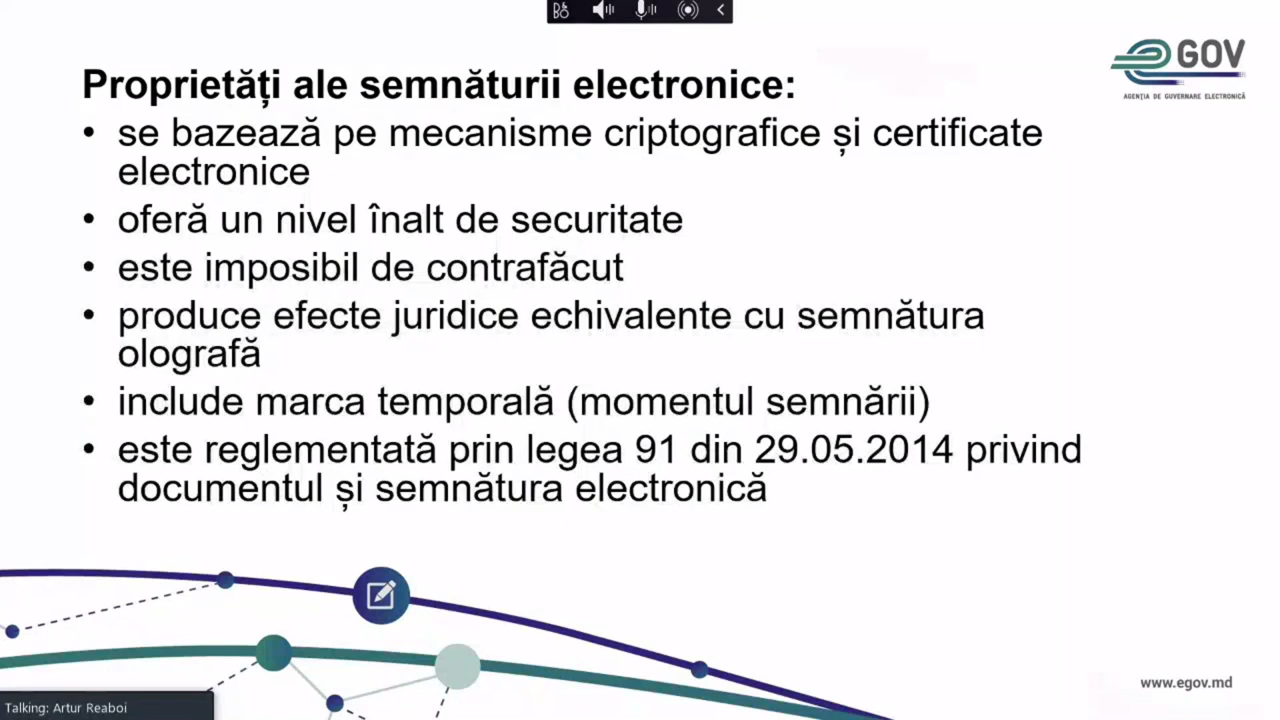 GOV
AGENȚIA DE GUVERNARE ELECTRONICĂ
Proprietăți ale semnăturii electronice:
• se bazează pe mecanisme criptografice și certificate
electronice
• oferă un nivel înalt de securitate
• este imposibil de contrafăcut
• produce efecte juridice echivalente cu semnătura
olografă
• include marca temporală (momentul semnării)
• este reglementată prin legea 91 din 29.05.2014 privind
documentul și semnătura electronică
www.egov.md
Talking: Artur Reaboi